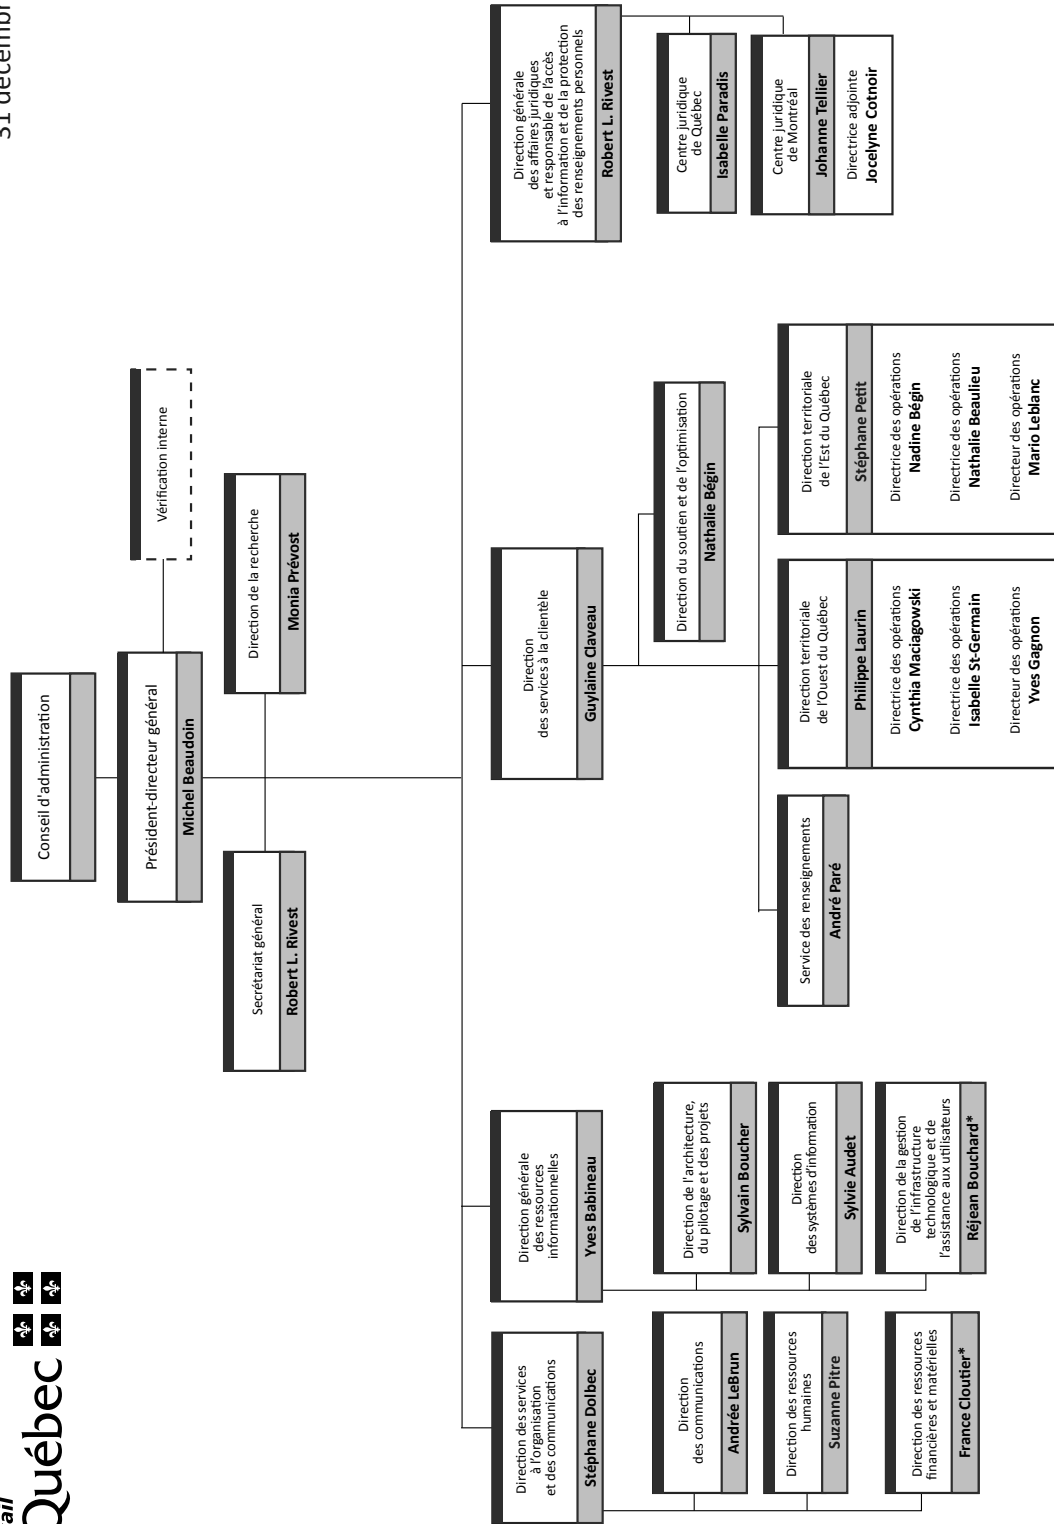 ail
Québec
31 décembr
Conseil d'administration
Président-directeur général
Michel Beaudoin
Vérification interne
Secrétariat général
Robert L. Rivest
Direction de la recherche
Monia Prévost
Direction des services
à l'organisation
et des communications
Stéphane Dolbec
Direction
des communications
Andrée LeBrun
Direction des ressources
humaines
Suzanne Pitre
Direction des ressources
financières et matérielles
France Cloutier*
Direction générale
des ressources
informationnelles
Yves Babineau
Direction de l'architecture,
du pilotage et des projets
Sylvain Boucher
Direction
des systèmes d'information
Sylvie Audet
Direction de la gestion
de l'infrastructure
technologique et de
l'assistance aux utilisateurs
Réjean Bouchard*
Direction
des services à la clientèle
Guylaine Claveau
Direction du soutien et de l'optimisation
Nathalie Bégin
Service des renseignements
André Paré
Direction territoriale
de l'Ouest du Québec
Philippe Laurin
Directrice des opérations
Cynthia Maciagowski
Directrice des opérations
Isabelle St-Germain
Directeur des opérations
Yves Gagnon
Direction territoriale
de l'Est du Québec
Stéphane Petit
Directrice des opérations
Nadine Bégin
Directrice des opérations
Nathalie Beaulieu
Directeur des opérations
Mario Leblanc
Direction générale
des affaires juridiques
et responsable de l'accès
à l'information et de la protection
des renseignements personnels
Robert L. Rivest
Centre juridique
de Québec
Isabelle Paradis
Centre juridique
de Montréal
Johanne Tellier
Directrice adjointe
Jocelyne Cotnoir